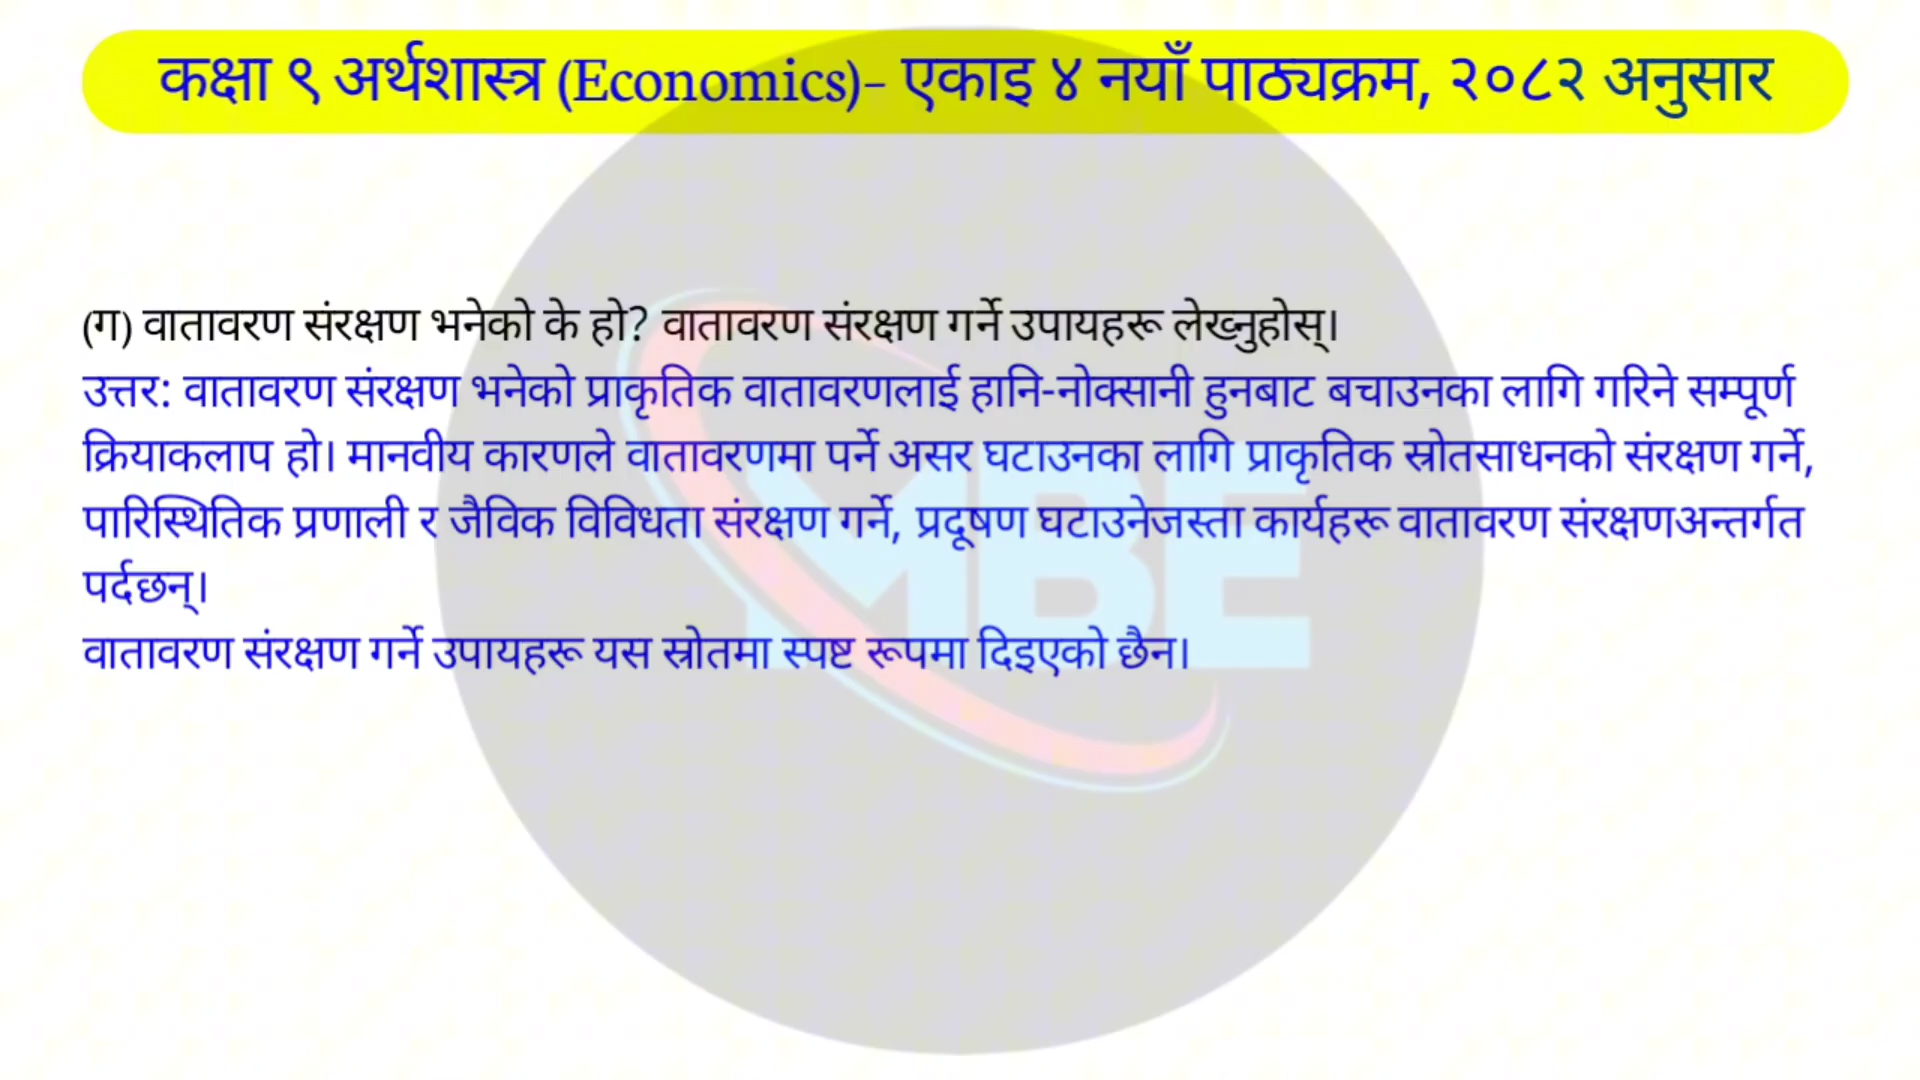 कक्षा ९ अर्थशास्त्र (Economics)- एकाइ ४ नयाँ पाठ्यक्रम, २०८२ अनुसार
(ग) वातावरण संरक्षण भनेको के हो? वातावरण संरक्षण गर्ने उपायहरू लेख्नुहोस्।
उत्तर: वातावरण संरक्षण भनेको प्राकृतिक वातावरणलाई हानि-नोक्सानी हुनबाट बचाउनका लागि गरिने सम्पूर्ण
क्रियाकलाप हो। मानवीय कारणले वातावरणमा पर्ने असर घटाउनका लागि प्राकृतिक स्रोतसाधनको संरक्षण गर्ने,
पारिस्थितिक प्रणाली र जैविक विविधता संरक्षण गर्ने, प्रदूषण घटाउनेजस्ता कार्यहरू वातावरण संरक्षणअन्तर्गत
पर्दछन्।
वातावरण संरक्षण गर्ने उपायहरू यस स्रोतमा स्पष्ट रूपमा दिइएको छैन।
MBE